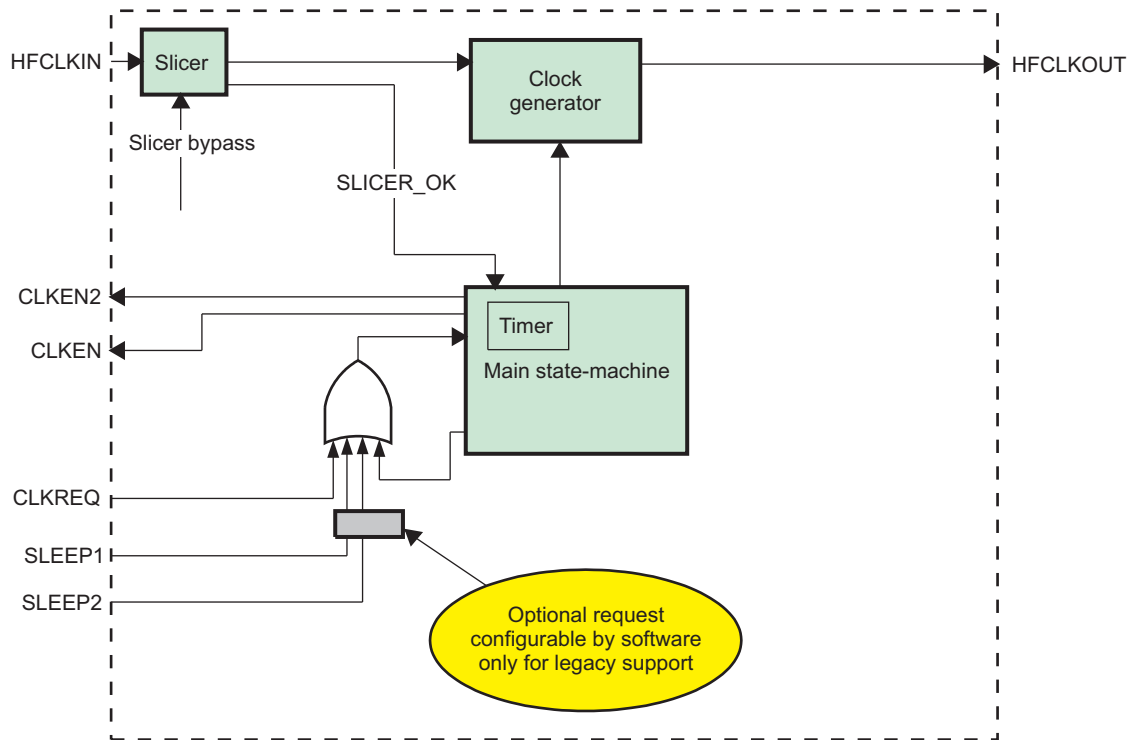 HFCLKIN
Slicer
Clock
generator
HFCLKOUT
Slicer bypass
SLICER_OK
CLKEN2
Timer
CLKEN
Main state-machine
CLKREQ
SLEEP1
SLEEP2
Optional request
configurable by software
only for legacy support